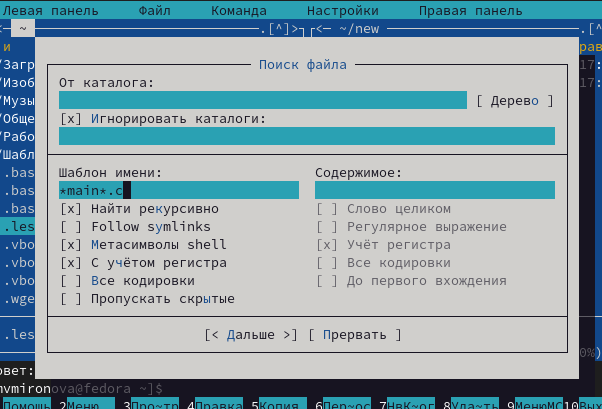 Левая панель Файл Команда Настройки Правая панель
~ .[^]> <─ ~/new .[^
и рав
/Загр 17:
/Изоб 17:
/Музы
/Обще
/Рабо
/Шабл
.bas
.bas
.bas
.les
.vbo
.vbo
.vbo
.wge
.les
Поиск файла
От каталога:
[ Дерево ]
[x] Игнорировать каталоги:
Шаблон имени: Содержимое:
*main*.c
[x] Найти рекурсивно [ ] Слово целиком
[ ] Follow symlinks [ ] Регулярное выражение
[x] Метасимволы shell [x] Учёт регистра
[x] С учётом регистра [ ] Все кодировки
[ ] Все кодировки [ ] До первого вхождения
[ ] Пропускать скрытые
[< Дальше >] [ Прервать ]
0%)
овет:
nvmironova@fedora ~]$
Помощь 2Меню 3Про~тр 4Правка 5Копия 6Пер~ос 7НвК~ог 8Уда~ть 9МенюMC 10Вых